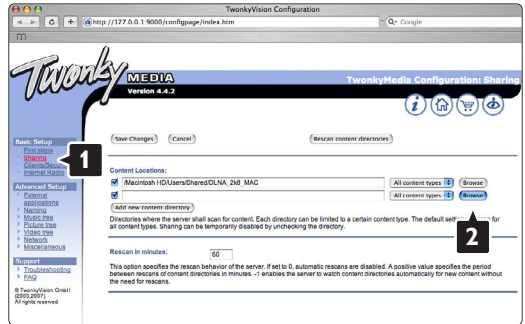 TwonkyVision Configuration
http://127.0.0.1:9000/configpage/index.htm
Google
Twonky
MEDIA
Version 4.4.2
TwonkyMedia Configuration: Sharing
Basic Setup
First steps
Sharing
Clients/Security
Internet Radio
1
Advanced Setup
External applications
Naming
Music tree
Picture tree
Video tree
Network
Miscellaneous
Support
Troubleshooting
FAQ
© TwonkyVision GmbH
(2003,2007).
All rights reserved
Save Changes
Cancel
Rescan content directories
Content Locations:
/Macintosh HD/Users/Shared/DLNA_2k8_MAC
All content types
Browse
All content types
Browse
Add new content directory
2
Directories where the server shall scan for content. Each directory can be limited to a certain content type. The default setting
all content types. Sharing can be temporarily disabled by unchecking the directory.
Rescan in minutes:
60
This option specifies the rescan behavior of the server. If set to 0, automatic rescans are disabled. A positive value specifies the period
between rescans of content directories in minutes. -1 enables the server to watch content directories automatically for new content without
the need for rescans.